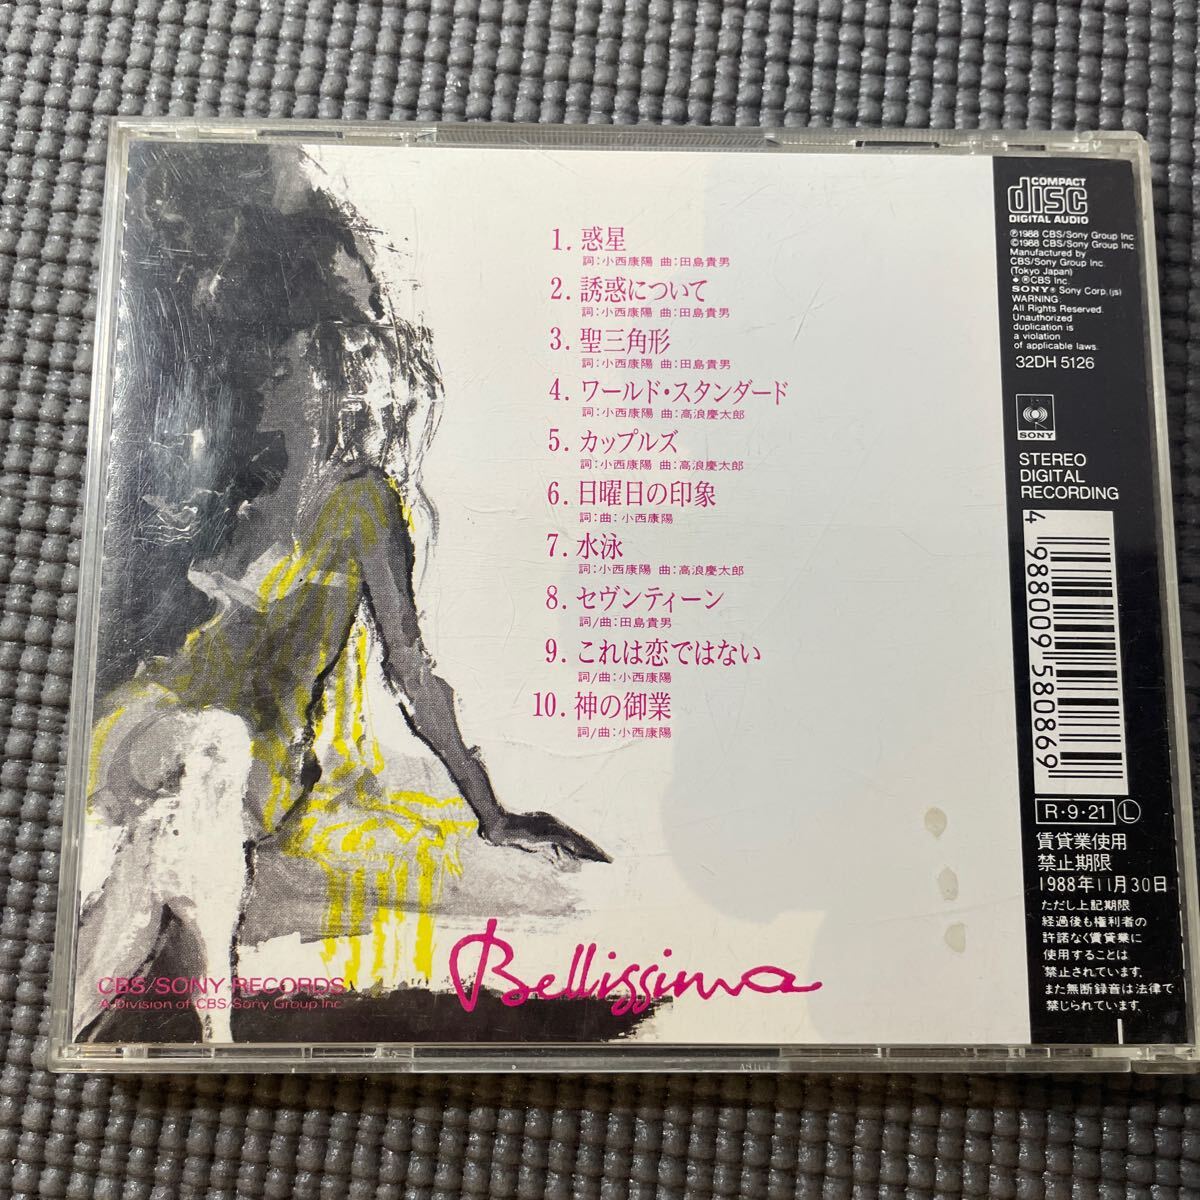 1. 惑星
詞:小西康陽 曲:田島貴男
2. 誘惑について
詞:小西康陽 曲:田島貴男
3. 聖三角形
詞:小西康陽 曲:田島貴男
4. ワールド・スタンダード
詞:小西康陽 曲:高浪慶太郎
5. カップルズ
詞:小西康陽 曲:高浪慶太郎
6. 日曜日の印象
詞:曲:小西康陽
7. 水泳
詞:小西康陽 曲:高浪慶太郎
8. セヴンティーン
詞/曲:田島貴男
9. これは恋ではない
詞/曲:小西康陽
10. 神の御業
詞/曲:小西康陽
Bellissima
CBS/SONY RECORDS
A Division of CBS/Sony Group Inc.
COMPACT
disc
DIGITAL AUDIO
℗1988 CBS/Sony Group Inc.
©1988 CBS/Sony Group Inc.
Manufactured by
CBS/Sony Group Inc.
(Tokyo Japan)
®CBS Inc.
SONY® Sony Corp.(js)
WARNING:
All Rights Reserved.
Unauthorized
duplication is
a violation
of applicable laws.
32DH 5126
SONY
STEREO
DIGITAL
RECORDING
4 988009 580869
R・9・21 Ⓛ
賃貸業使用
禁止期限
1988年11月30日
ただし上記期限
経過後も権利者の
許諾なく賃貸業に
使用することは
禁止されています。
また無断録音は法律で
禁じられています。